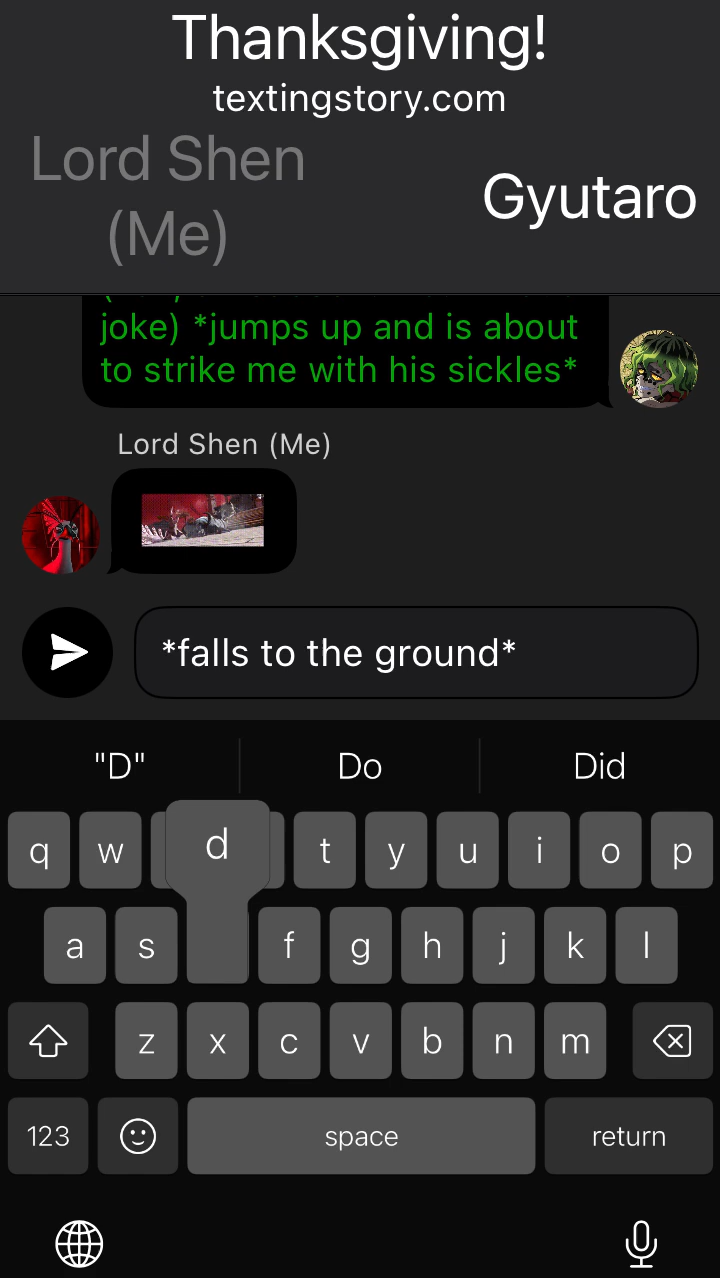 Thanksgiving!
textingstory.com
Lord Shen
(Me)
Gyutaro
joke) *jumps up and is about
to strike me with his sickles*
Lord Shen (Me)
*falls to the ground*
"D" Do Did
q w d t y u i o p
a s f g h j k l
z x c v b n m
123 space return